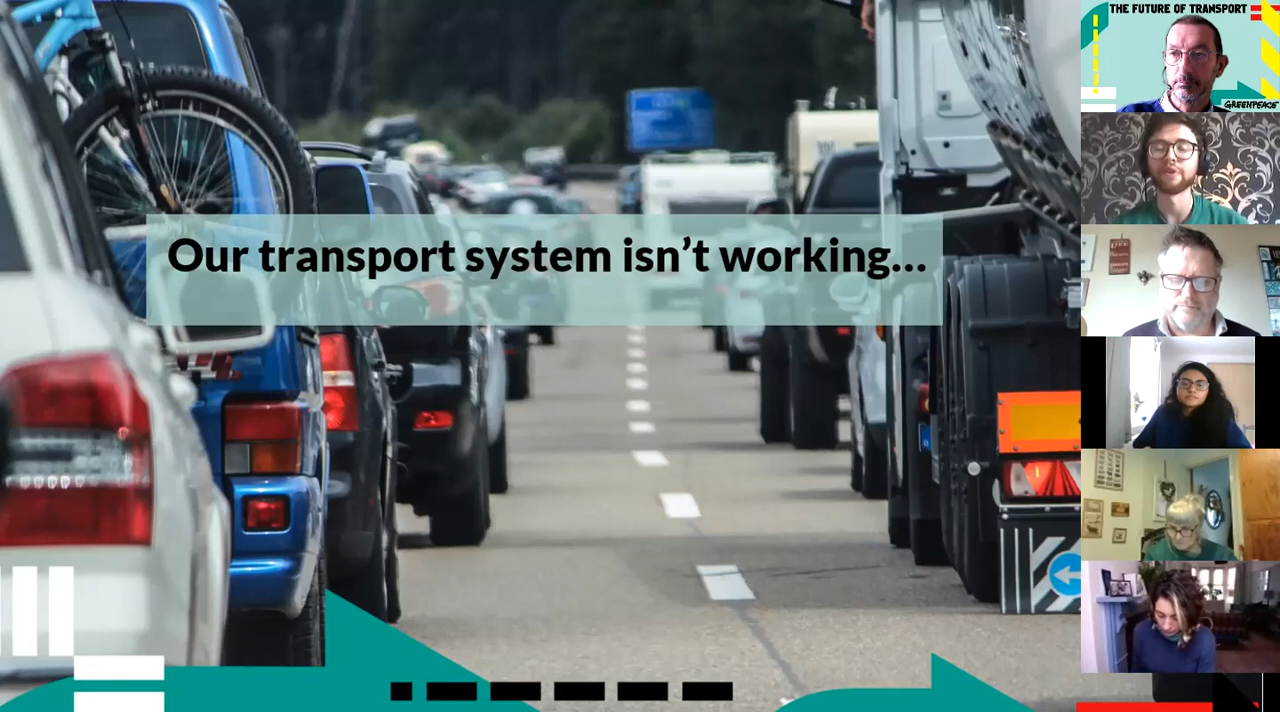 Our transport system isn't working...
THE FUTURE OF TRANSPORT
GREENPEACE